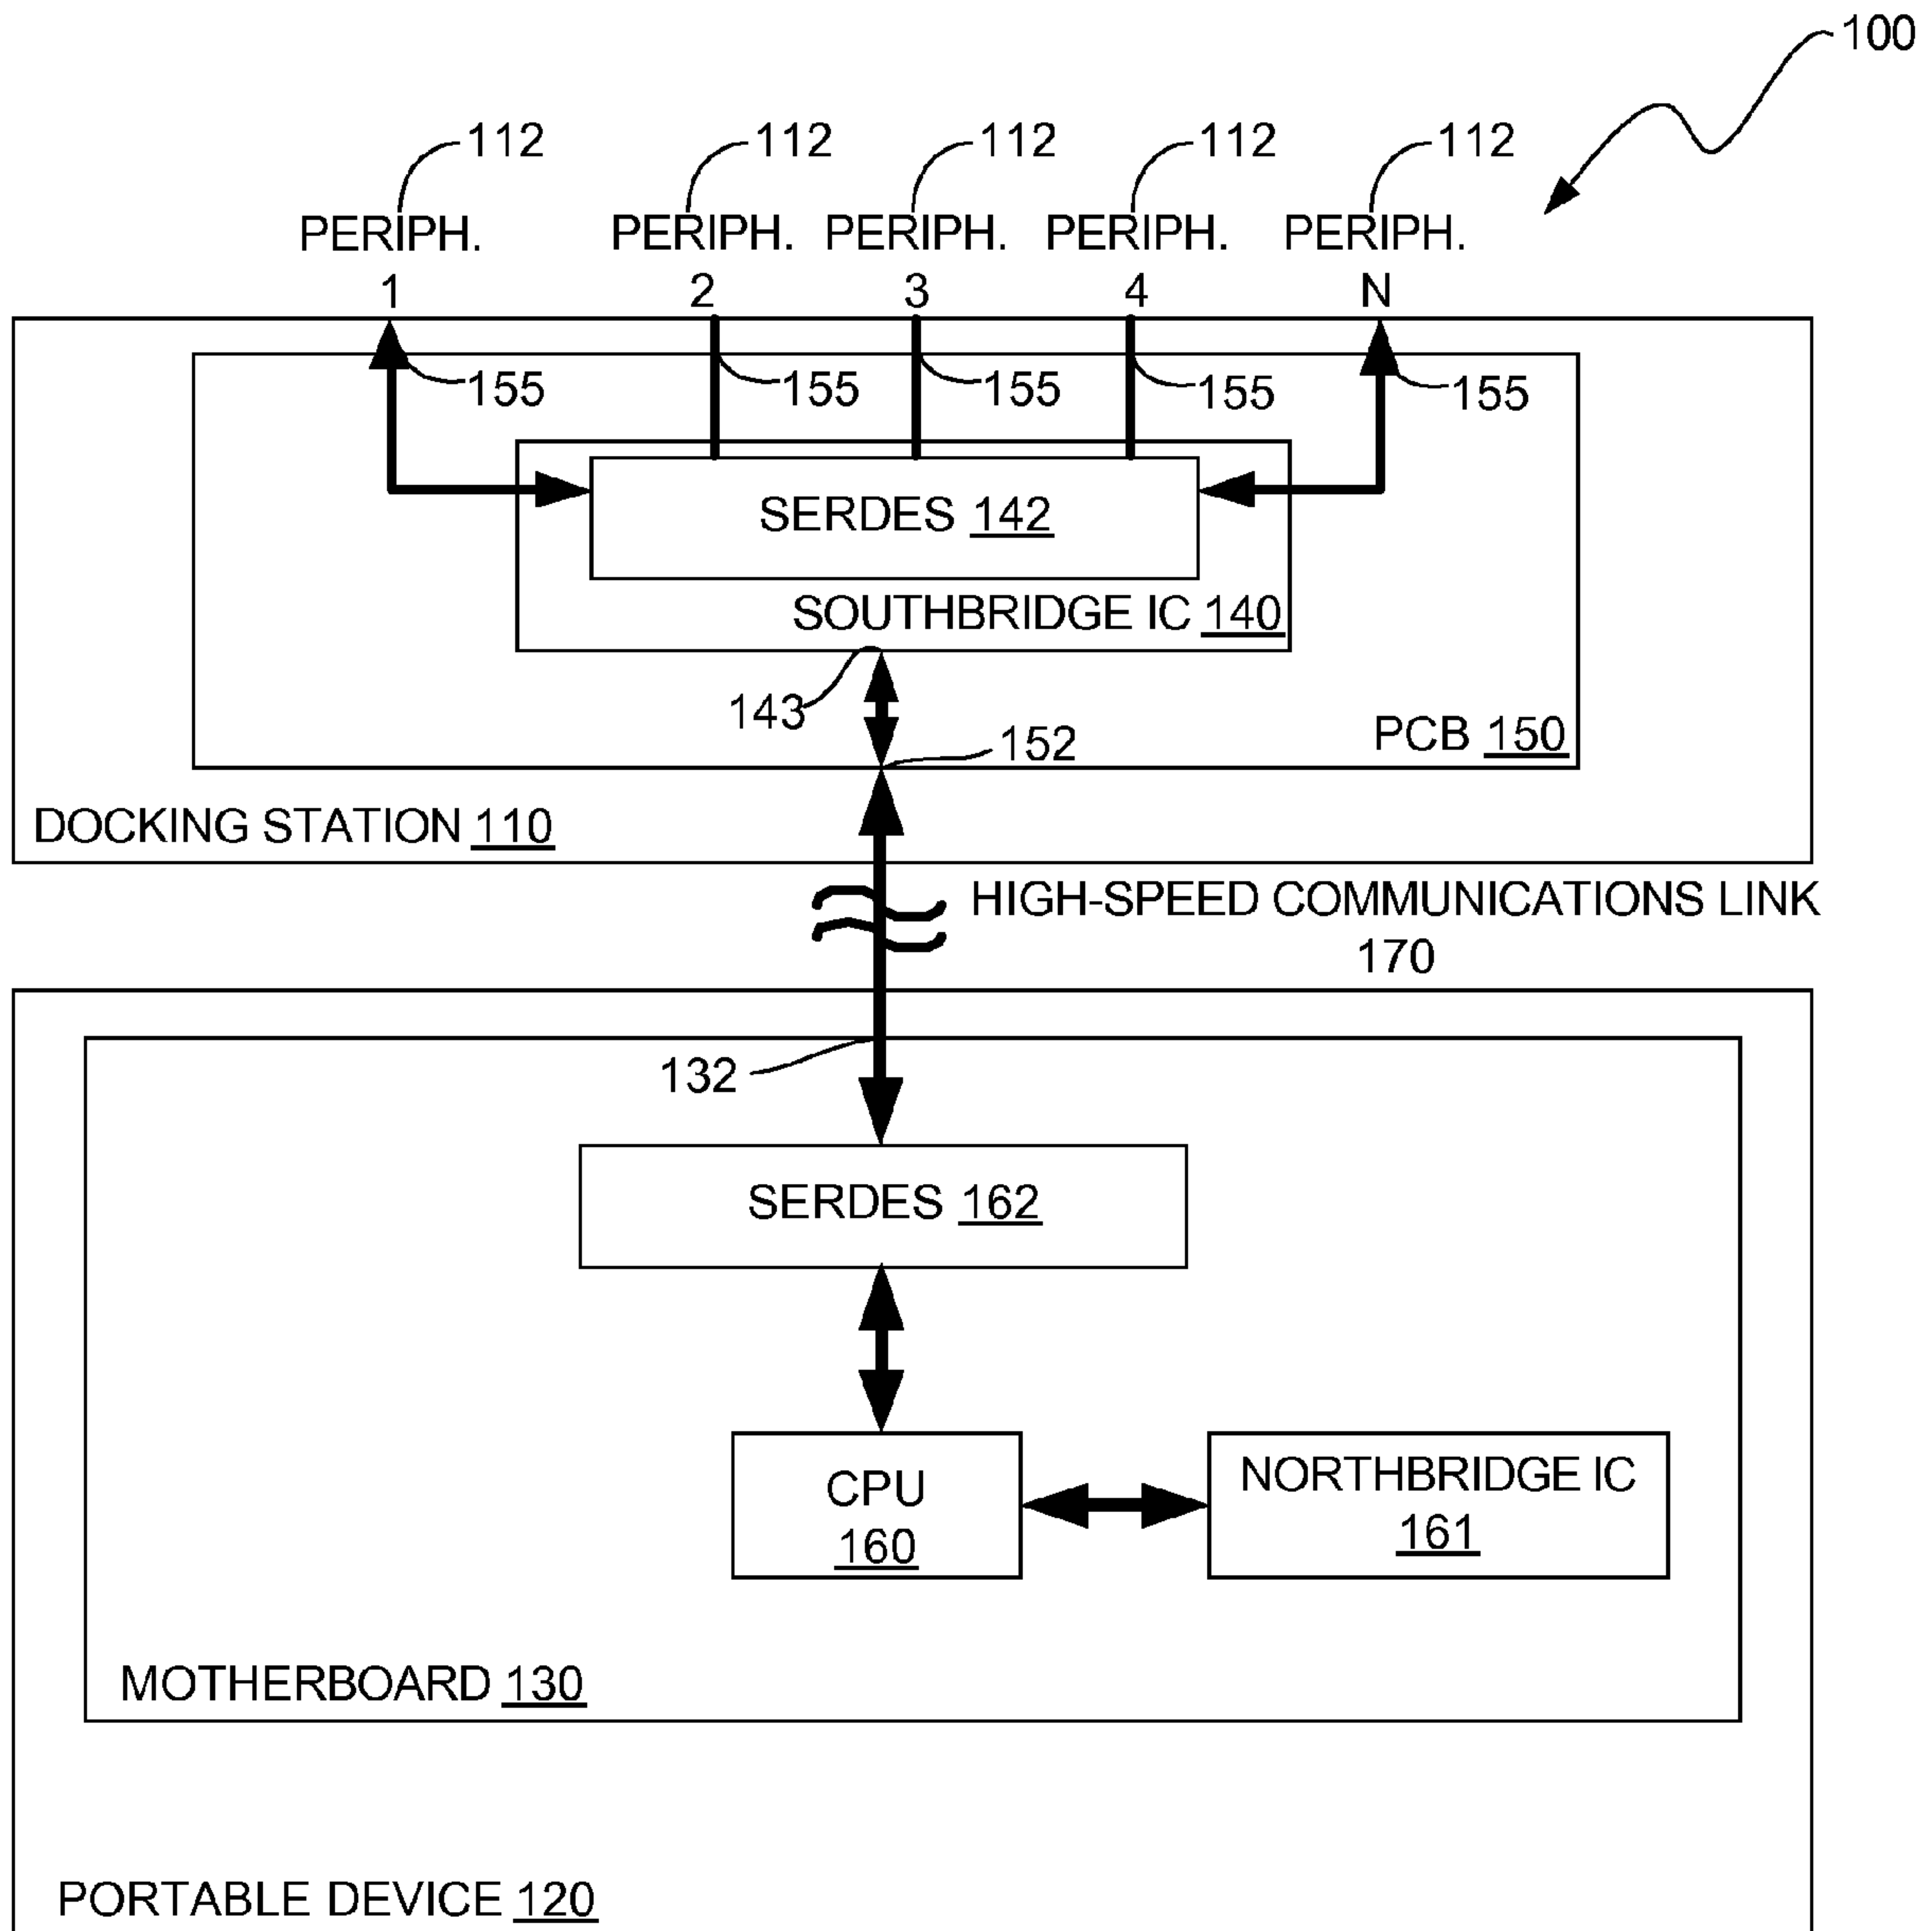 100
112 112 112 112 112
PERIPH. PERIPH. PERIPH. PERIPH. PERIPH.
1 2 3 4 N
155 155 155 155 155
SERDES 142
SOUTHBRIDGE IC 140
143
152
PCB 150
DOCKING STATION 110
HIGH-SPEED COMMUNICATIONS LINK
170
132
SERDES 162
CPU
160
NORTHBRIDGE IC
161
MOTHERBOARD 130
PORTABLE DEVICE 120